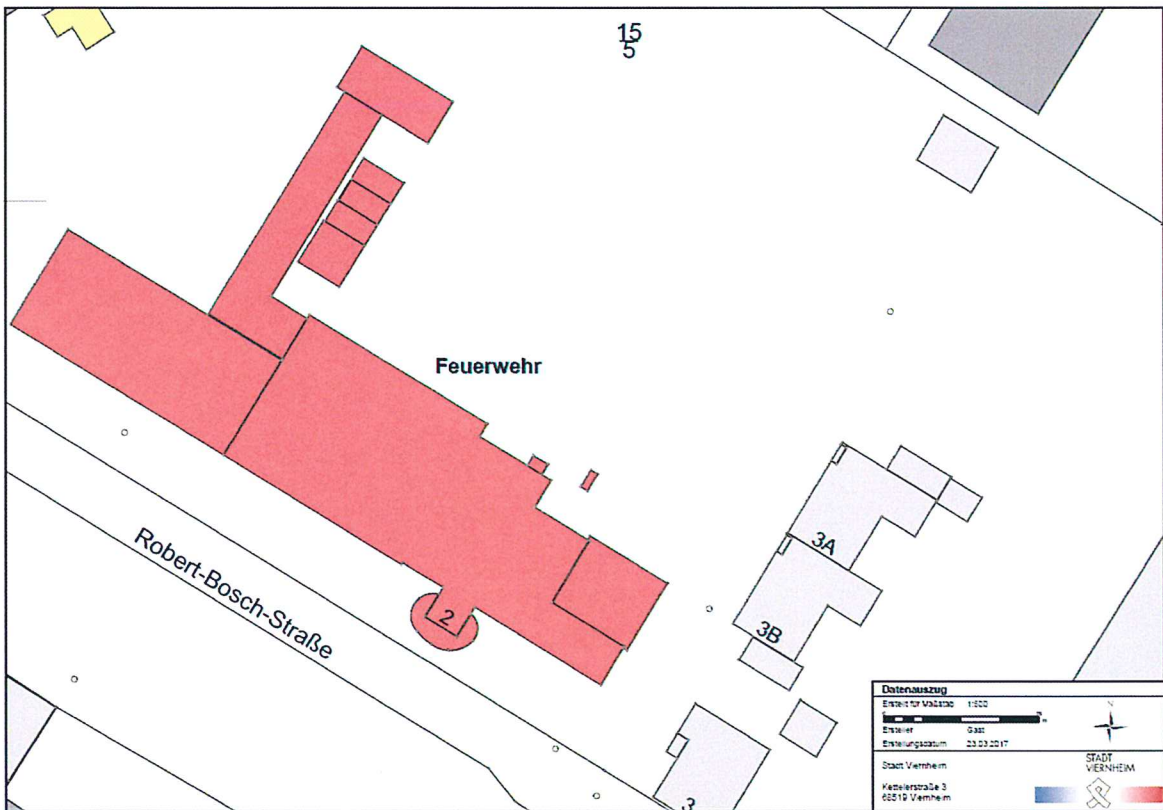 15
5
Feuerwehr
Robert-Bosch-Straße
2
3A
3B
3
Datenauszug
Erstellt für Maßstab 1:500
Ersteller Gast
Erstellungsdatum 23.03.2017
N
Stadt Viernheim
Kettelerstraße 3
68519 Viernheim
STADT
VIERNHEIM